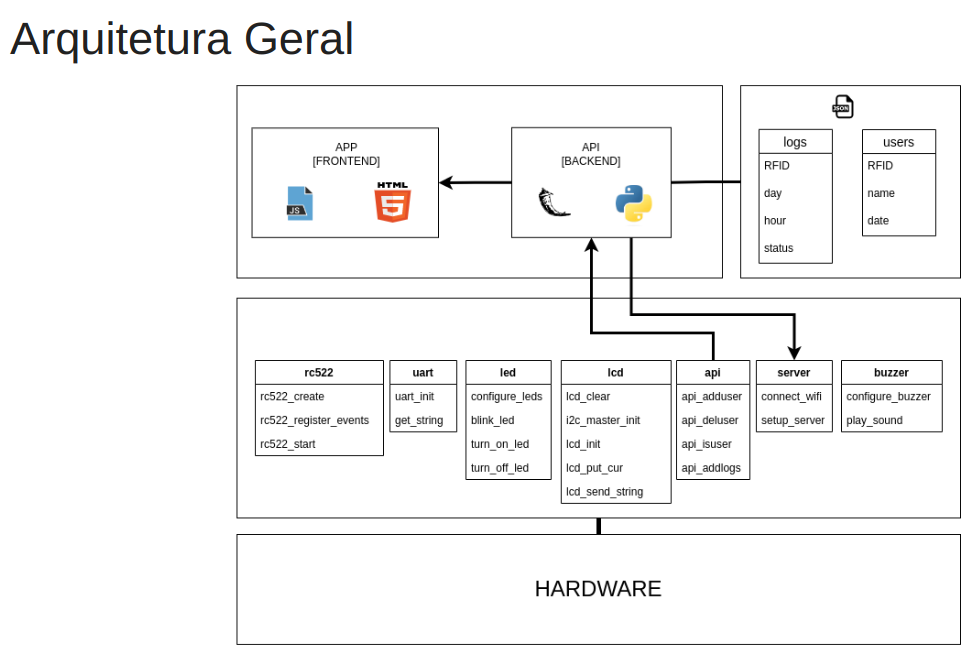 Arquitetura Geral
APP
[FRONTEND]
JS
HTML
5
API
[BACKEND]
JSON
logs
RFID
day
hour
status
users
RFID
name
date
rc522
rc522_create
rc522_register_events
rc522_start
uart
uart_init
get_string
led
configure_leds
blink_led
turn_on_led
turn_off_led
lcd
lcd_clear
i2c_master_init
lcd_init
lcd_put_cur
lcd_send_string
api
api_adduser
api_deluser
api_isuser
api_addlogs
server
connect_wifi
setup_server
buzzer
configure_buzzer
play_sound
HARDWARE